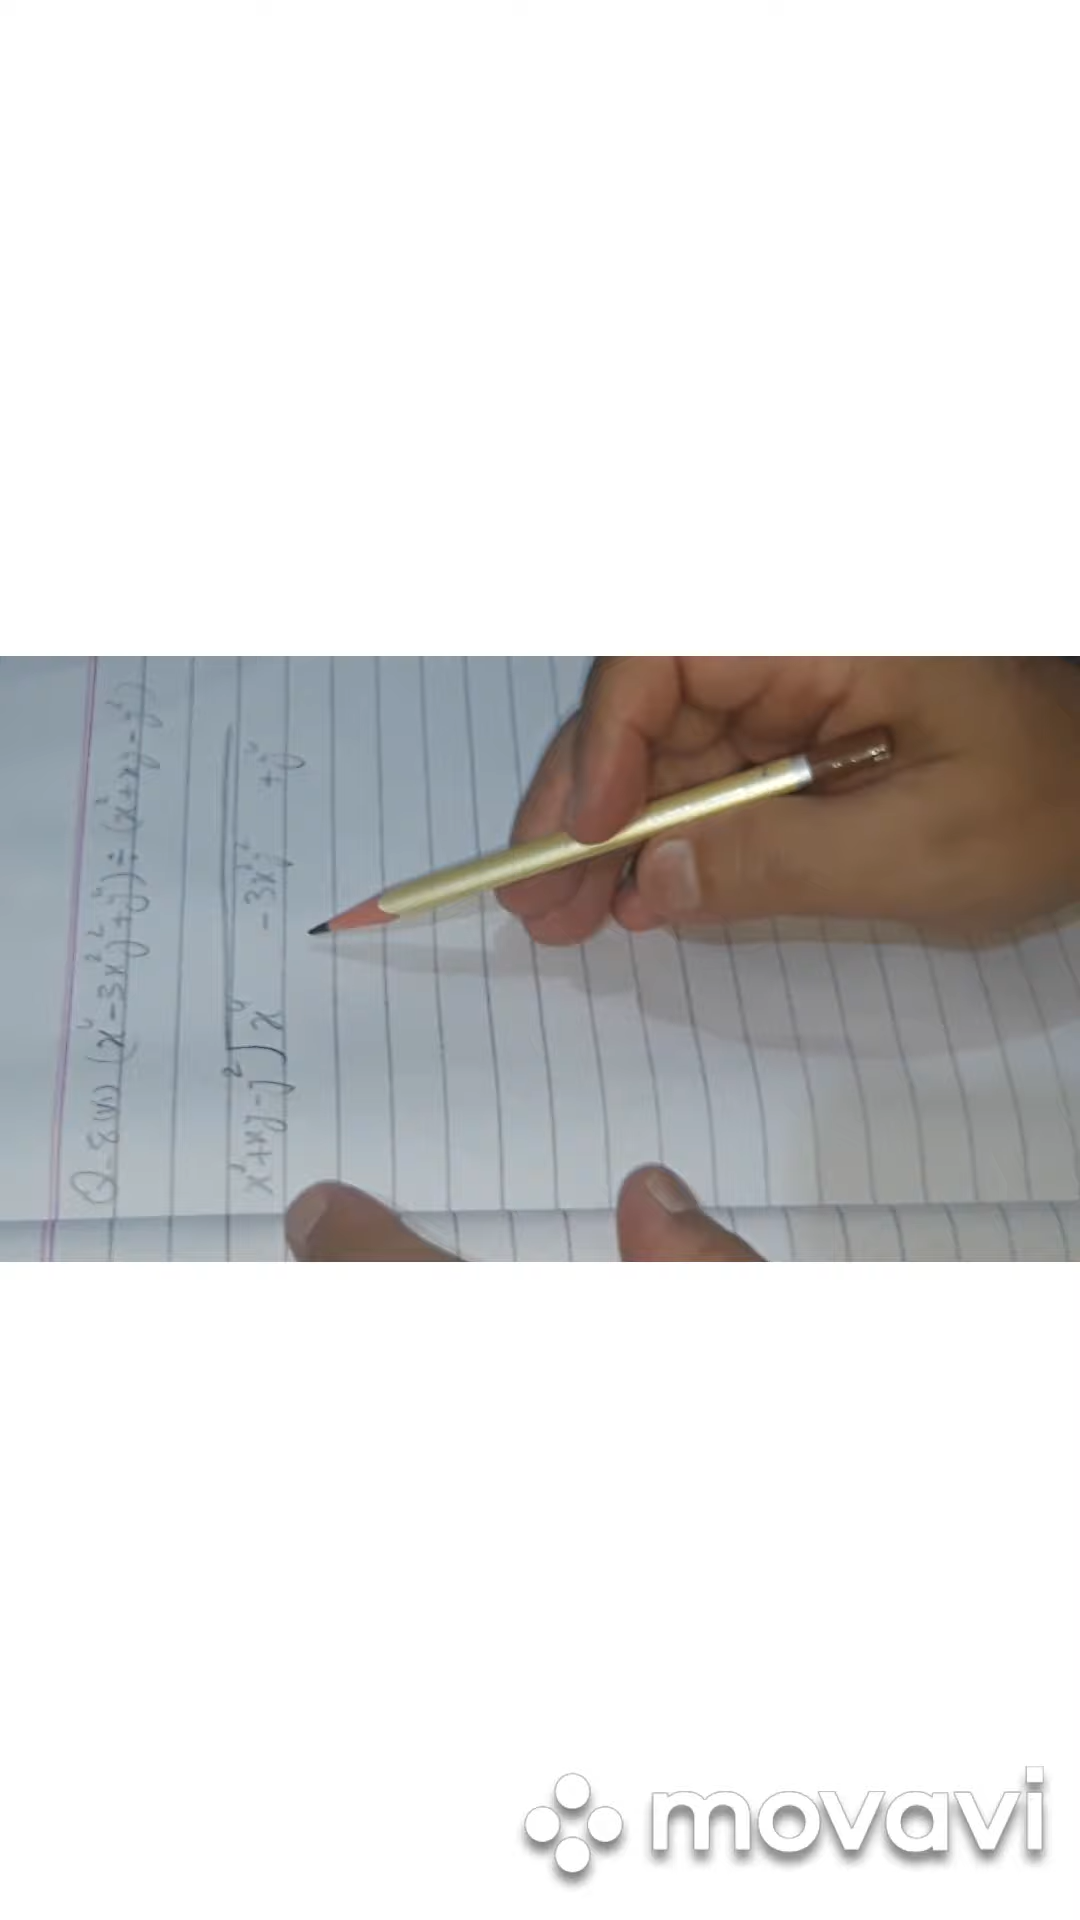 Q-8(vi) (x⁴-3x²y²+y⁴)÷(x²+xy-y²)
x²+xy-y² x⁴ -3x²y² +y⁴
movavi